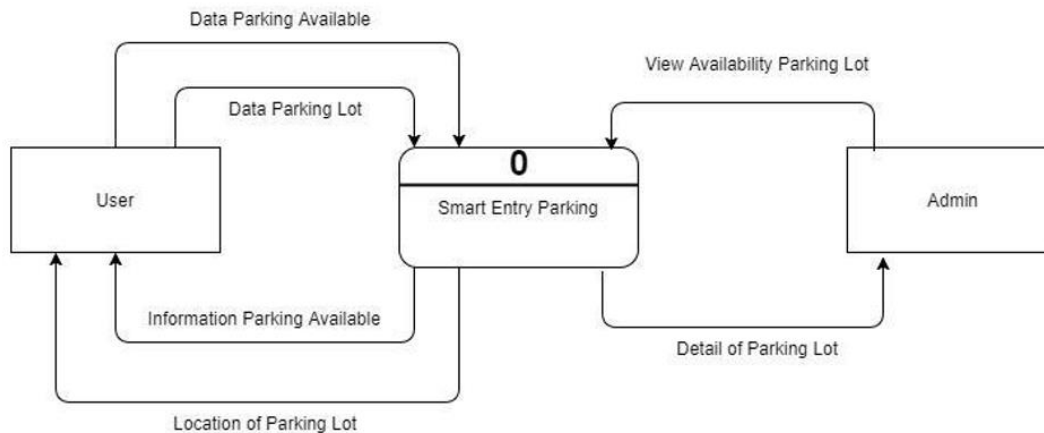 Data Parking Available
View Availability Parking Lot
Data Parking Lot
0
User
Smart Entry Parking
Admin
Information Parking Available
Detail of Parking Lot
Location of Parking Lot